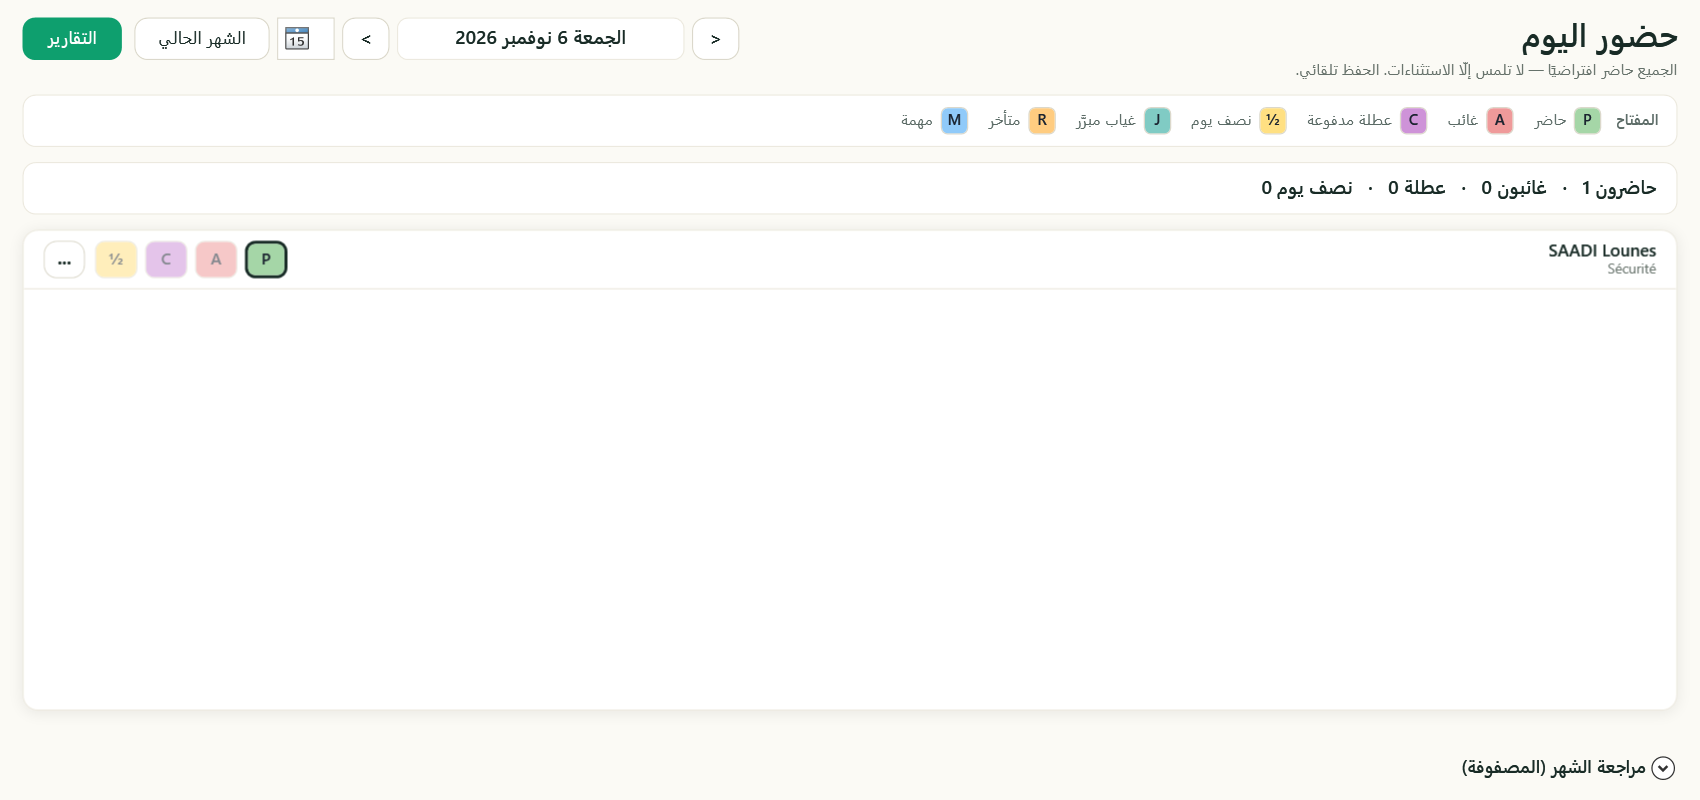 حضور اليوم
الجميع حاضر افتراضيًا — لا تلمس إلّا الاستثناءات. الحفظ تلقائي.
< الجمعة 6 نوفمبر 2026 > 15 الشهر الحالي التقارير
المفتاح P حاضر A غائب C عطلة مدفوعة ½ نصف يوم J غياب مبرَّر R متأخر M مهمة
حاضرون 1 · غائبون 0 · عطلة 0 · نصف يوم 0
SAADI Lounes
Sécurité
P A C ½ ...
مراجعة الشهر (المصفوفة)